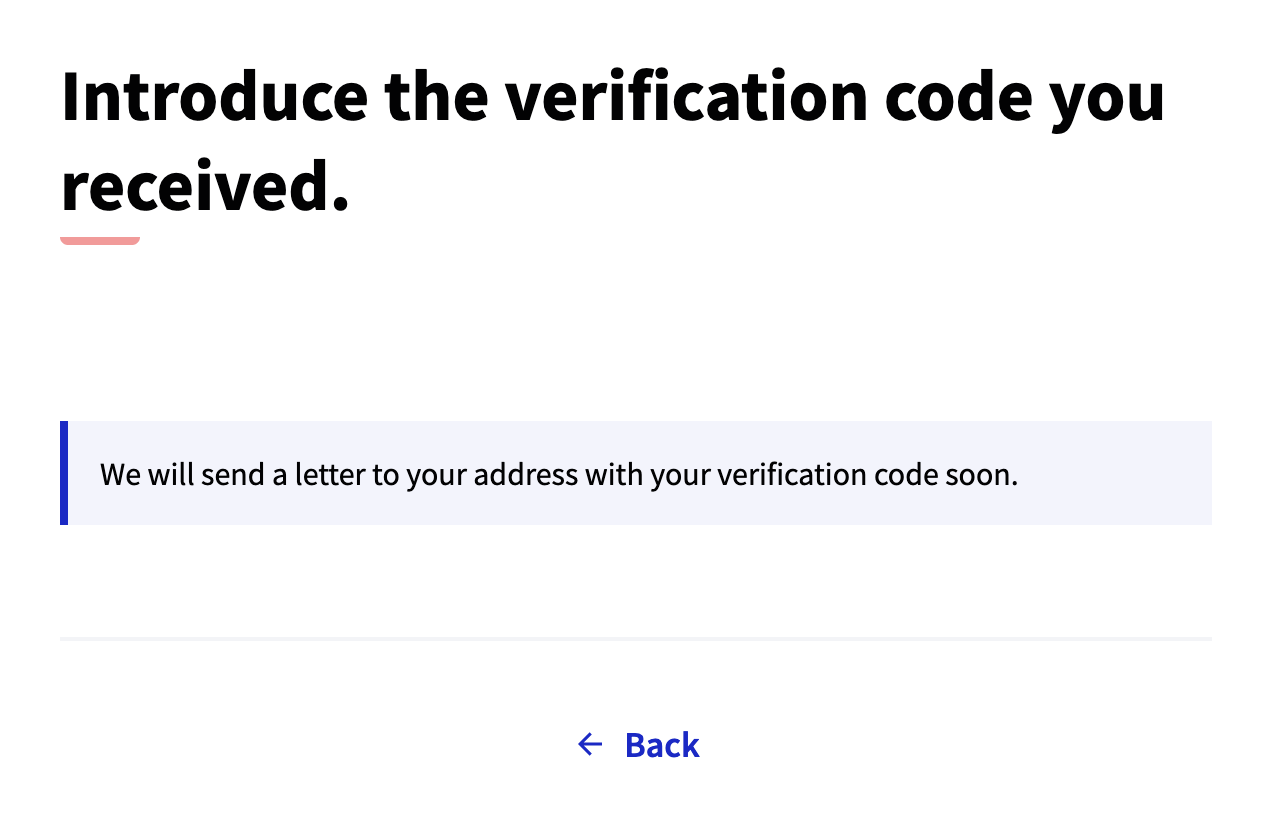 Introduce the verification code you
received.
We will send a letter to your address with your verification code soon.
← Back